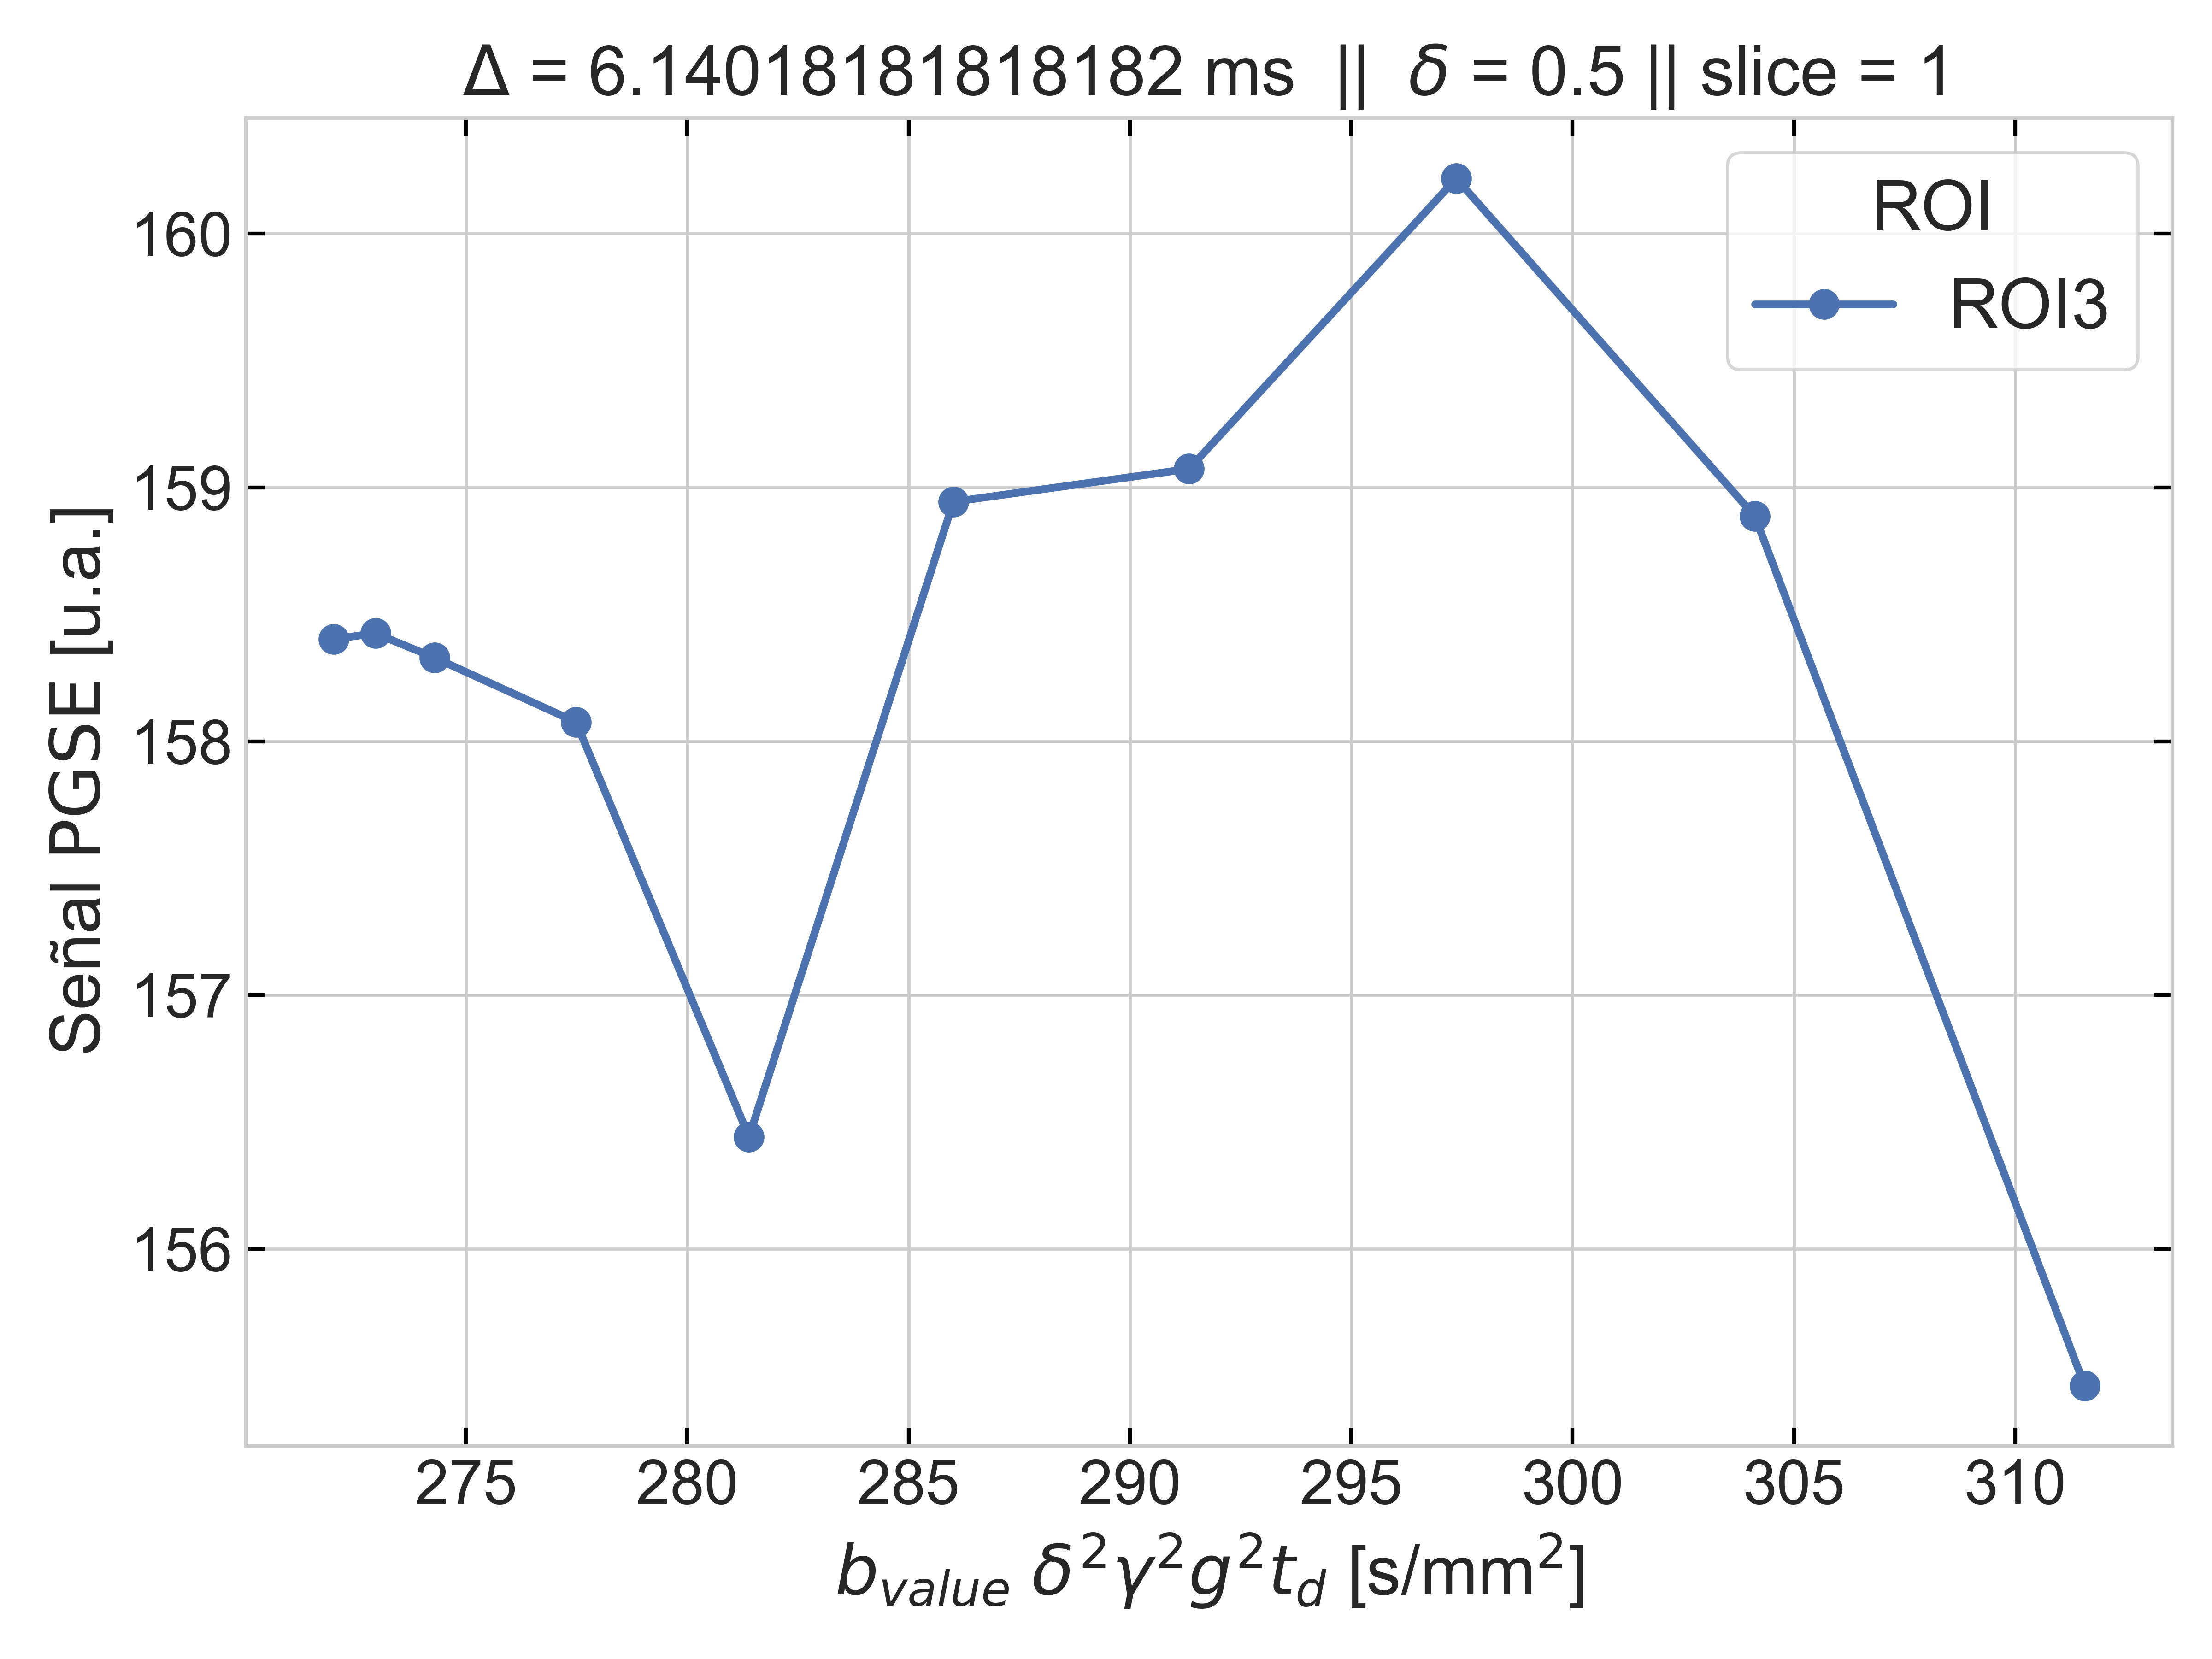 Δ = 6.14018181818182 ms || δ = 0.5 || slice = 1
Señal PGSE [u.a.]
160
159
158
157
156
ROI
ROI3
275 280 285 290 295 300 305 310
b_value δ²γ²g²t_d [s/mm²]